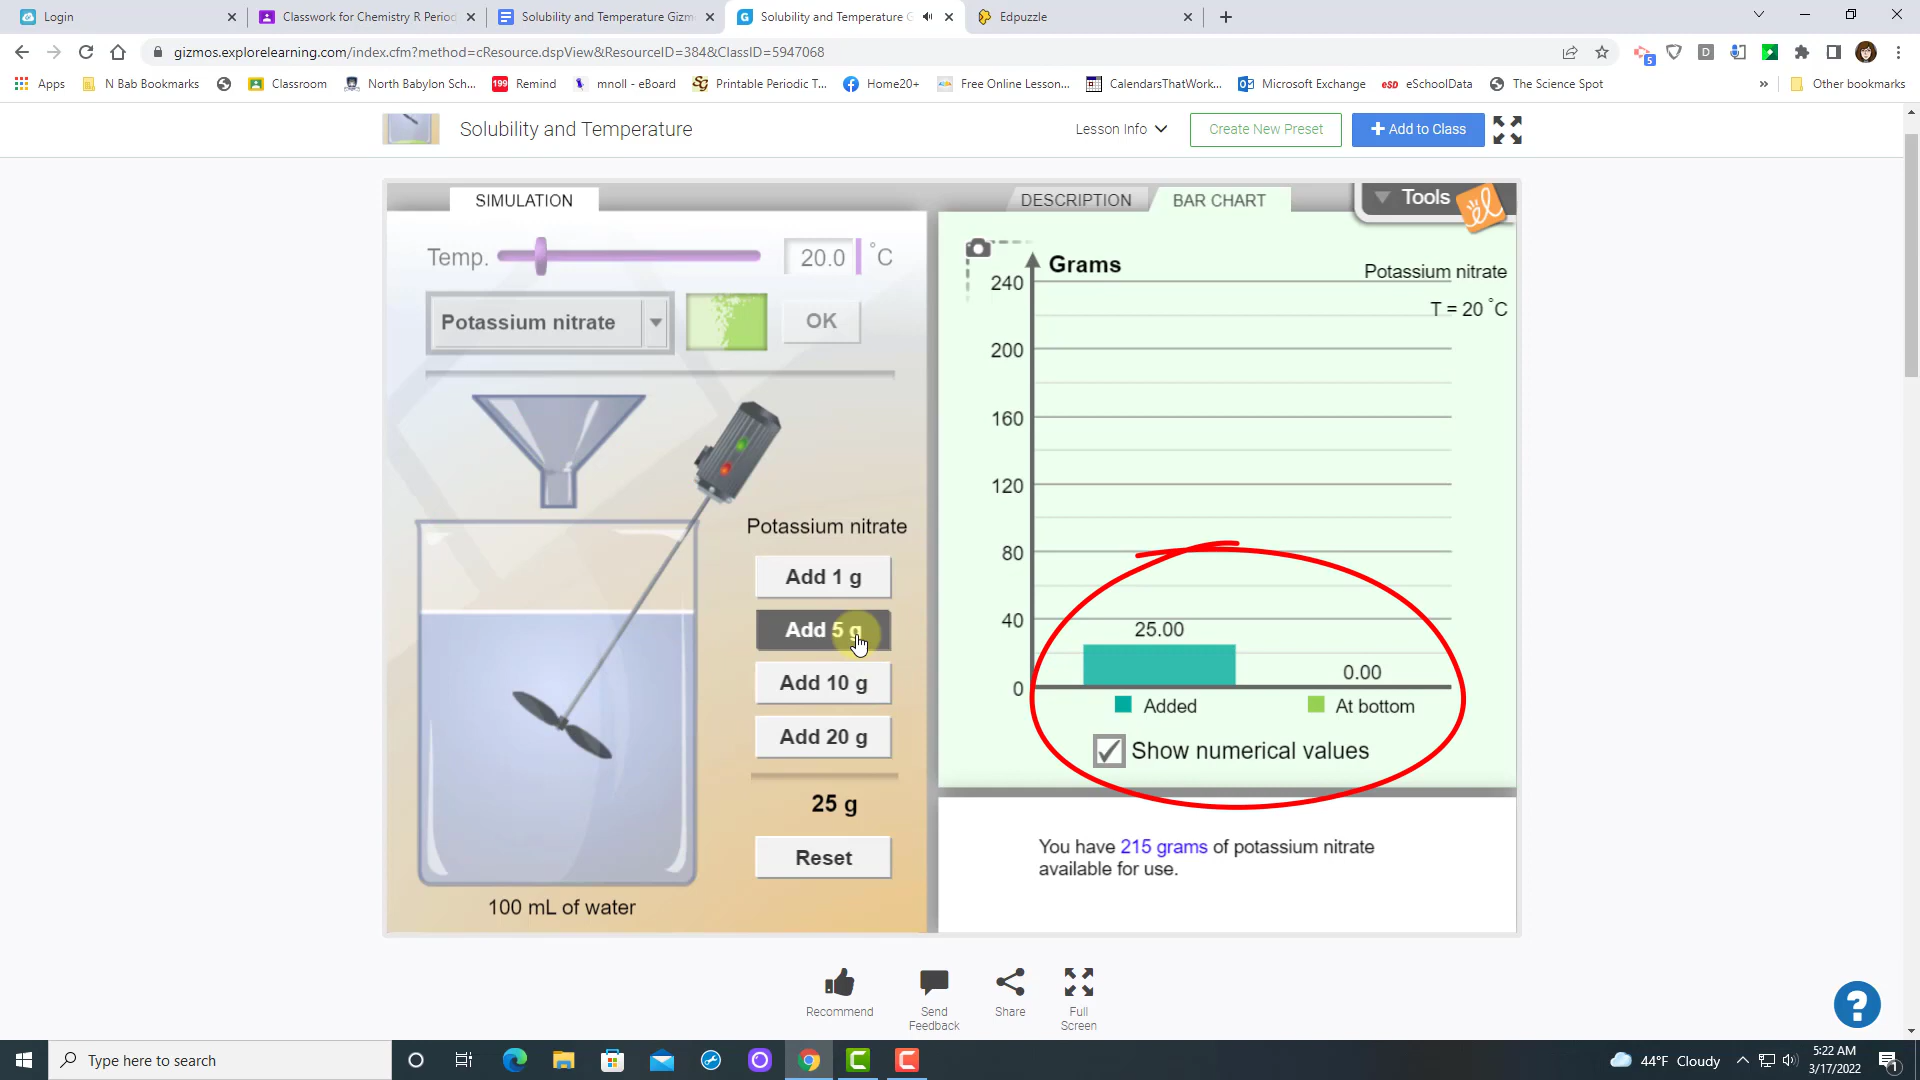 Login
Classwork for Chemistry R Period
Solubility and Temperature Gizm
Solubility and Temperature G
Edpuzzle
gizmos.explorelearning.com/index.cfm?method=cResource.dspView&ResourceID=384&ClassID=5947068
5
D
Apps
N Bab Bookmarks
Classroom
North Babylon Sch...
199
Remind
mnoll - eBoard
Printable Periodic T...
Home20+
Free Online Lesson...
CalendarsThatWork...
Microsoft Exchange
esD
eSchoolData
The Science Spot
»
Other bookmarks
Solubility and Temperature
Lesson Info
Create New Preset
+ Add to Class
SIMULATION
DESCRIPTION
BAR CHART
Tools
el
Temp.
20.0
°C
Potassium nitrate
OK
Potassium nitrate
Add 1 g
Add 5 g
Add 10 g
Add 20 g
25 g
Reset
100 mL of water
Grams
Potassium nitrate
T = 20 °C
240
200
160
120
80
40
0
25.00
0.00
Added
At bottom
Show numerical values
You have 215 grams of potassium nitrate
available for use.
Recommend
Send
Feedback
Share
Full
Screen
?
Type here to search
44°F Cloudy
5:22 AM
3/17/2022
1